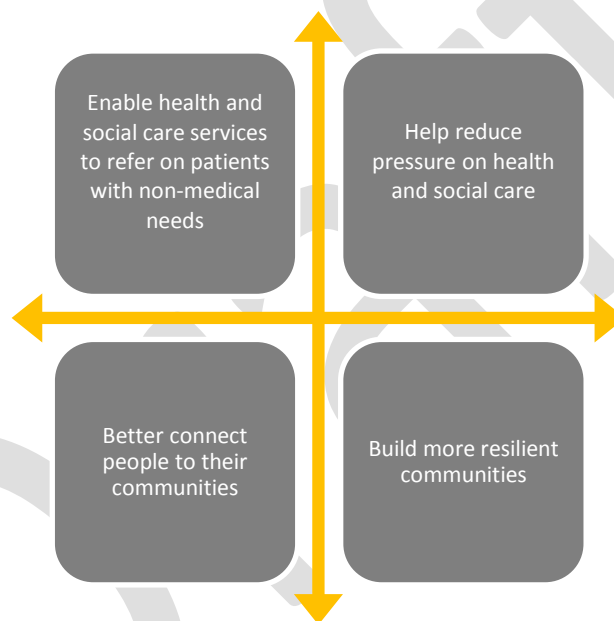 Enable health and
social care services
to refer on patients
with non-medical
needs
Help reduce
pressure on health
and social care
Better connect
people to their
communities
Build more resilient
communities